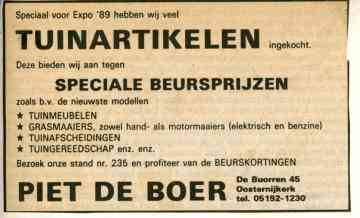 Speciaal voor Expo '89 hebben wij veel
TUINARTIKELEN ingekocht.
Deze bieden wij aan tegen
SPECIALE BEURSPRIJZEN
zoals b.v. de nieuwste modellen
★ TUINMEUBELEN
★ GRASMAAIERS, zowel hand- als motormaaiers (elektrisch en benzine)
★ TUINAFSCHEIDINGEN
★ TUINGEREEDSCHAP enz. enz.
Bezoek onze stand nr. 235 en profiteer van de BEURSKORTINGEN
PIET DE BOER De Buorren 45
Oosternijkerk
tel. 05192-1230